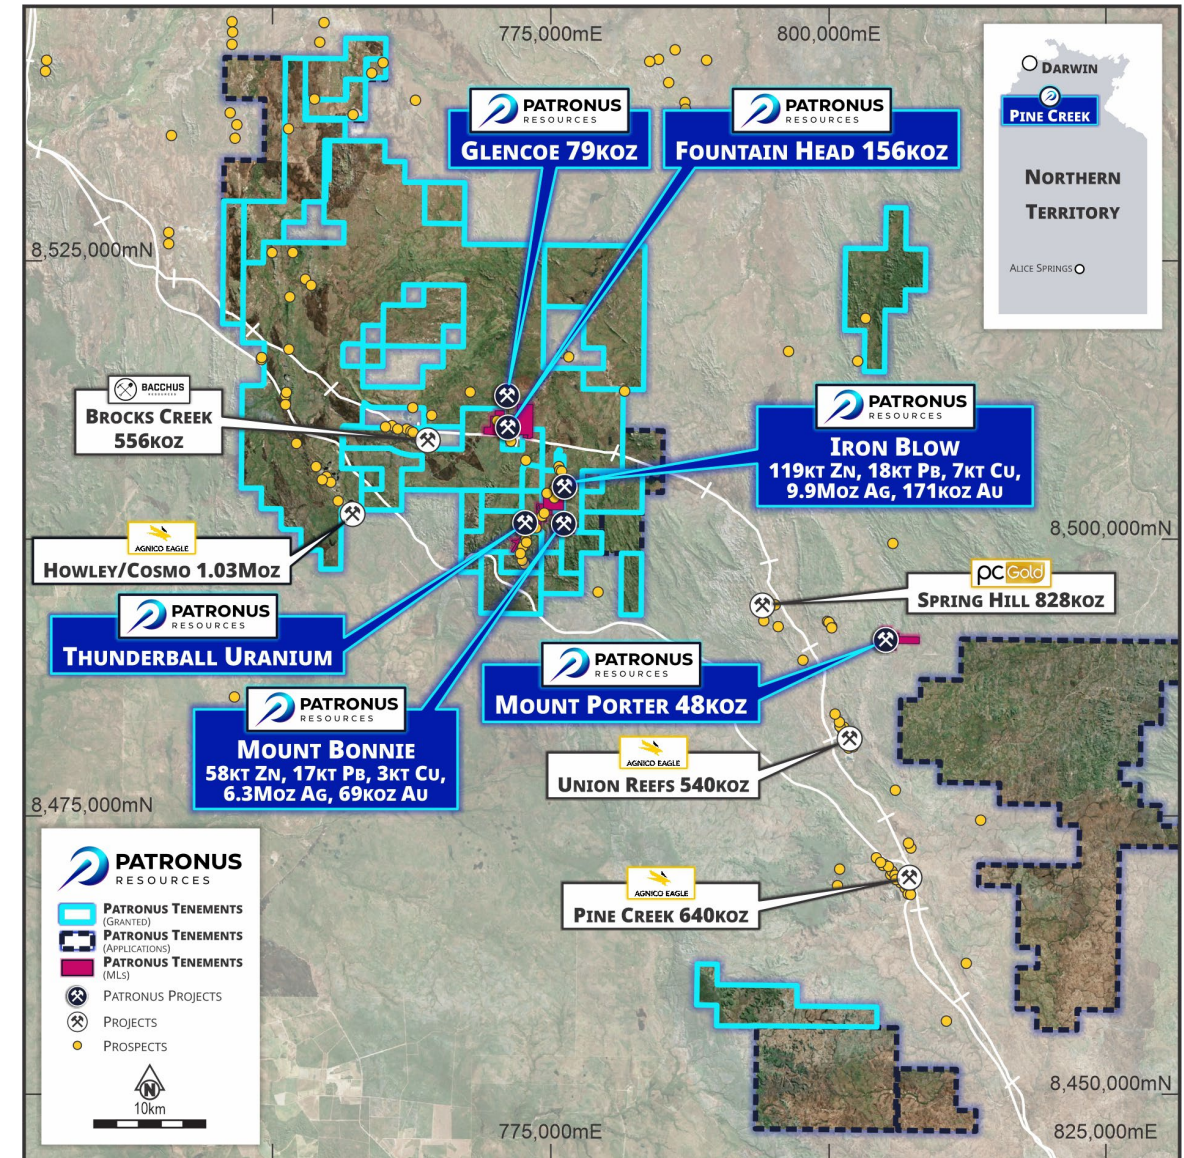 775,000mE
800,000mE
DARWIN
PINE CREEK
NORTHERN
TERRITORY
ALICE SPRINGS
PATRONUS
RESOURCES
GLENCOE 79KOZ
PATRONUS
RESOURCES
FOUNTAIN HEAD 156KOZ
8,525,000mN
BACCHUS
RESOURCES
BROCKS CREEK
556KOZ
PATRONUS
RESOURCES
IRON BLOW
119KT ZN, 18KT PB, 7KT CU,
9.9MOZ AG, 171KOZ AU
8,500,000mN
AGNICO EAGLE
HOWLEY/COSMO 1.03MOZ
pcGold
SPRING HILL 828KOZ
PATRONUS
RESOURCES
THUNDERBALL URANIUM
PATRONUS
RESOURCES
MOUNT PORTER 48KOZ
PATRONUS
RESOURCES
MOUNT BONNIE
58KT ZN, 17KT PB, 3KT CU,
6.3MOZ AG, 69KOZ AU
AGNICO EAGLE
UNION REEFS 540KOZ
8,475,000mN
AGNICO EAGLE
PINE CREEK 640KOZ
PATRONUS
RESOURCES
PATRONUS TENEMENTS
(GRANTED)
PATRONUS TENEMENTS
(APPLICATIONS)
PATRONUS TENEMENTS
(MLS)
PATRONUS PROJECTS
PROJECTS
PROSPECTS
N
10km
8,450,000mN
775,000mE
825,000mE